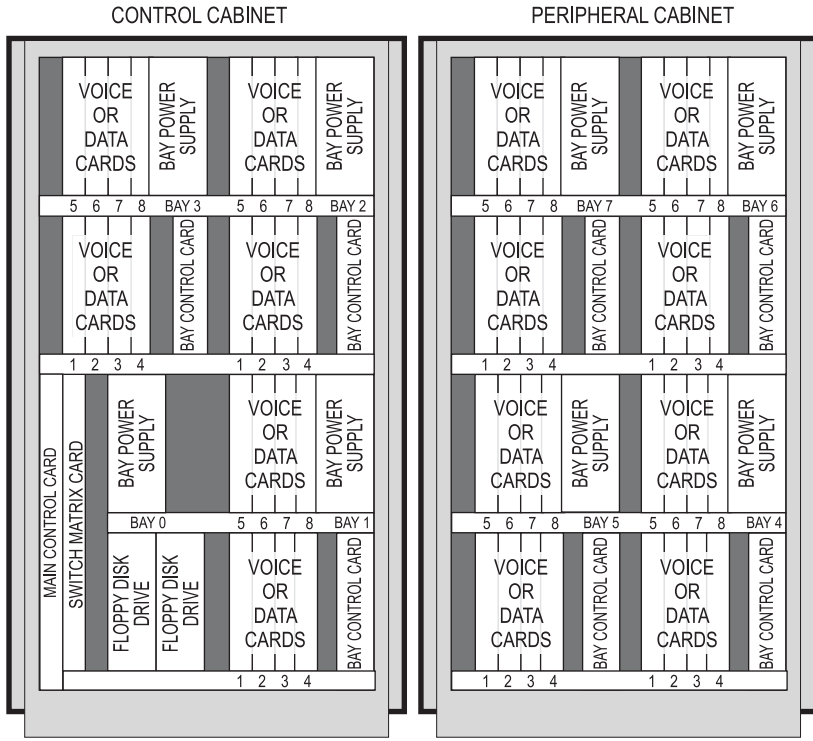 CONTROL CABINET
VOICE
OR
DATA
CARDS
BAY POWER
SUPPLY
VOICE
OR
DATA
CARDS
BAY POWER
SUPPLY
5 6 7 8 BAY 3 5 6 7 8 BAY 2
VOICE
OR
DATA
CARDS
BAY CONTROL CARD
VOICE
OR
DATA
CARDS
BAY CONTROL CARD
1 2 3 4 1 2 3 4
MAIN CONTROL CARD
SWITCH MATRIX CARD
BAY POWER
SUPPLY
VOICE
OR
DATA
CARDS
BAY POWER
SUPPLY
BAY 0 5 6 7 8 BAY 1
FLOPPY DISK
DRIVE
FLOPPY DISK
DRIVE
VOICE
OR
DATA
CARDS
BAY CONTROL CARD
1 2 3 4
PERIPHERAL CABINET
VOICE
OR
DATA
CARDS
BAY POWER
SUPPLY
VOICE
OR
DATA
CARDS
BAY POWER
SUPPLY
5 6 7 8 BAY 7 5 6 7 8 BAY 6
VOICE
OR
DATA
CARDS
BAY CONTROL CARD
VOICE
OR
DATA
CARDS
BAY CONTROL CARD
1 2 3 4 1 2 3 4
VOICE
OR
DATA
CARDS
BAY POWER
SUPPLY
VOICE
OR
DATA
CARDS
BAY POWER
SUPPLY
5 6 7 8 BAY 5 5 6 7 8 BAY 4
VOICE
OR
DATA
CARDS
BAY CONTROL CARD
VOICE
OR
DATA
CARDS
BAY CONTROL CARD
1 2 3 4 1 2 3 4